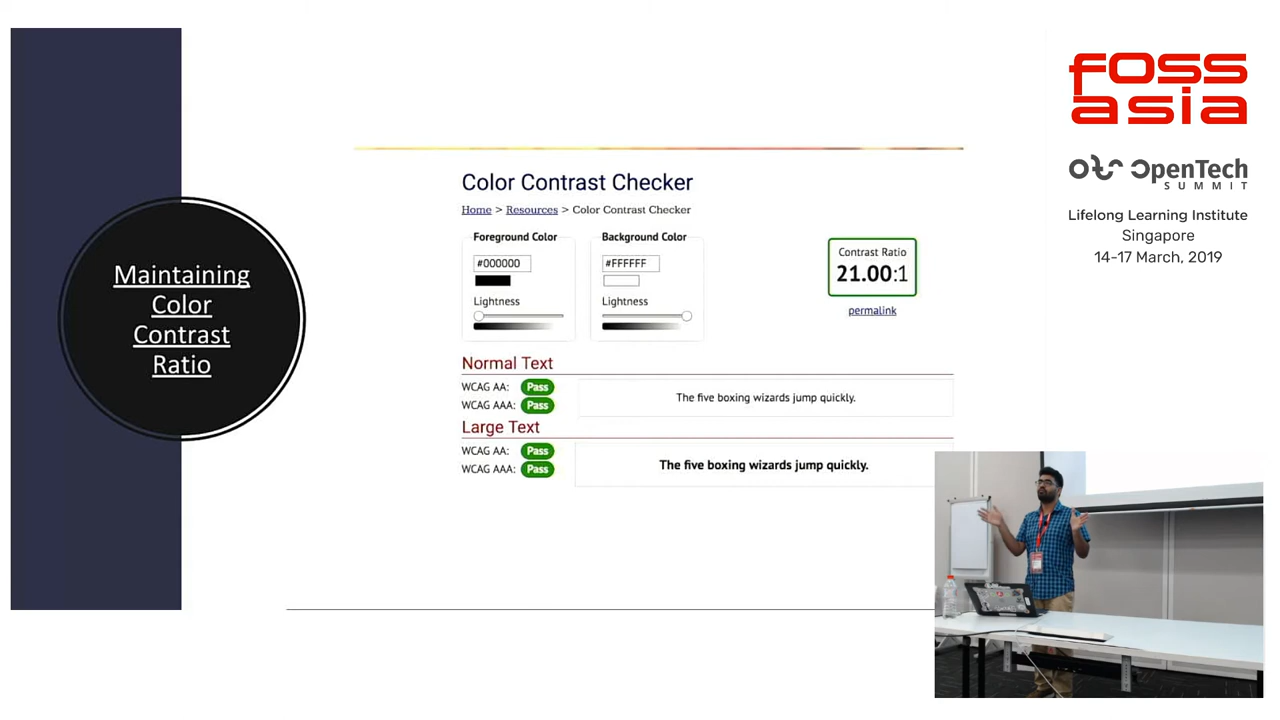 Maintaining
Color
Contrast
Ratio
Color Contrast Checker
Home > Resources > Color Contrast Checker
Foreground Color
#000000
Lightness
Background Color
#FFFFFF
Lightness
Contrast Ratio
21.00:1
permalink
Normal Text
WCAG AA: Pass
WCAG AAA: Pass
The five boxing wizards jump quickly.
Large Text
WCAG AA: Pass
WCAG AAA: Pass
The five boxing wizards jump quickly.
FOSS
asia
OpenTech
SUMMIT
Lifelong Learning Institute
Singapore
14-17 March, 2019